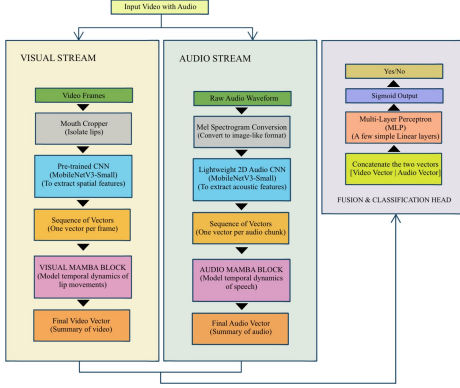 Input Video with Audio
VISUAL STREAM
Video Frames
Mouth Cropper
(Isolate lips)
Pre-trained CNN
(MobileNetV3-Small)
(To extract spatial features)
Sequence of Vectors
(One vector per frame)
VISUAL MAMBA BLOCK
(Model temporal dynamics of
lip movements)
Final Video Vector
(Summary of video)
AUDIO STREAM
Raw Audio Waveform
Mel Spectrogram Conversion
(Convert to image-like format)
Lightweight 2D Audio CNN
(MobileNetV3-Small)
(To extract acoustic features)
Sequence of Vectors
(One vector per audio chunk)
AUDIO MAMBA BLOCK
(Model temporal dynamics
of speech)
Final Audio Vector
(Summary of audio)
Yes/No
Sigmoid Output
Multi-Layer Perceptron
(MLP)
(A few simple Linear layers)
Concatenate the two vectors
[Video Vector | Audio Vector]
FUSION & CLASSIFICATION HEAD